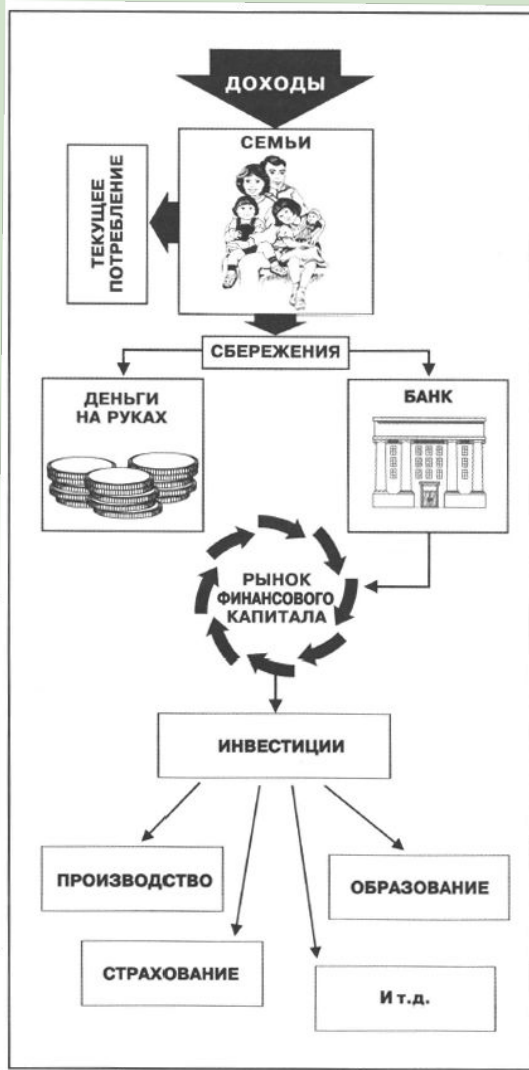 ДОХОДЫ
СЕМЬИ
ТЕКУЩЕЕ
ПОТРЕБЛЕНИЕ
СБЕРЕЖЕНИЯ
ДЕНЬГИ
НА РУКАХ
БАНК
РЫНОК
ФИНАНСОВОГО
КАПИТАЛА
ИНВЕСТИЦИИ
ПРОИЗВОДСТВО
ОБРАЗОВАНИЕ
СТРАХОВАНИЕ
И т.д.